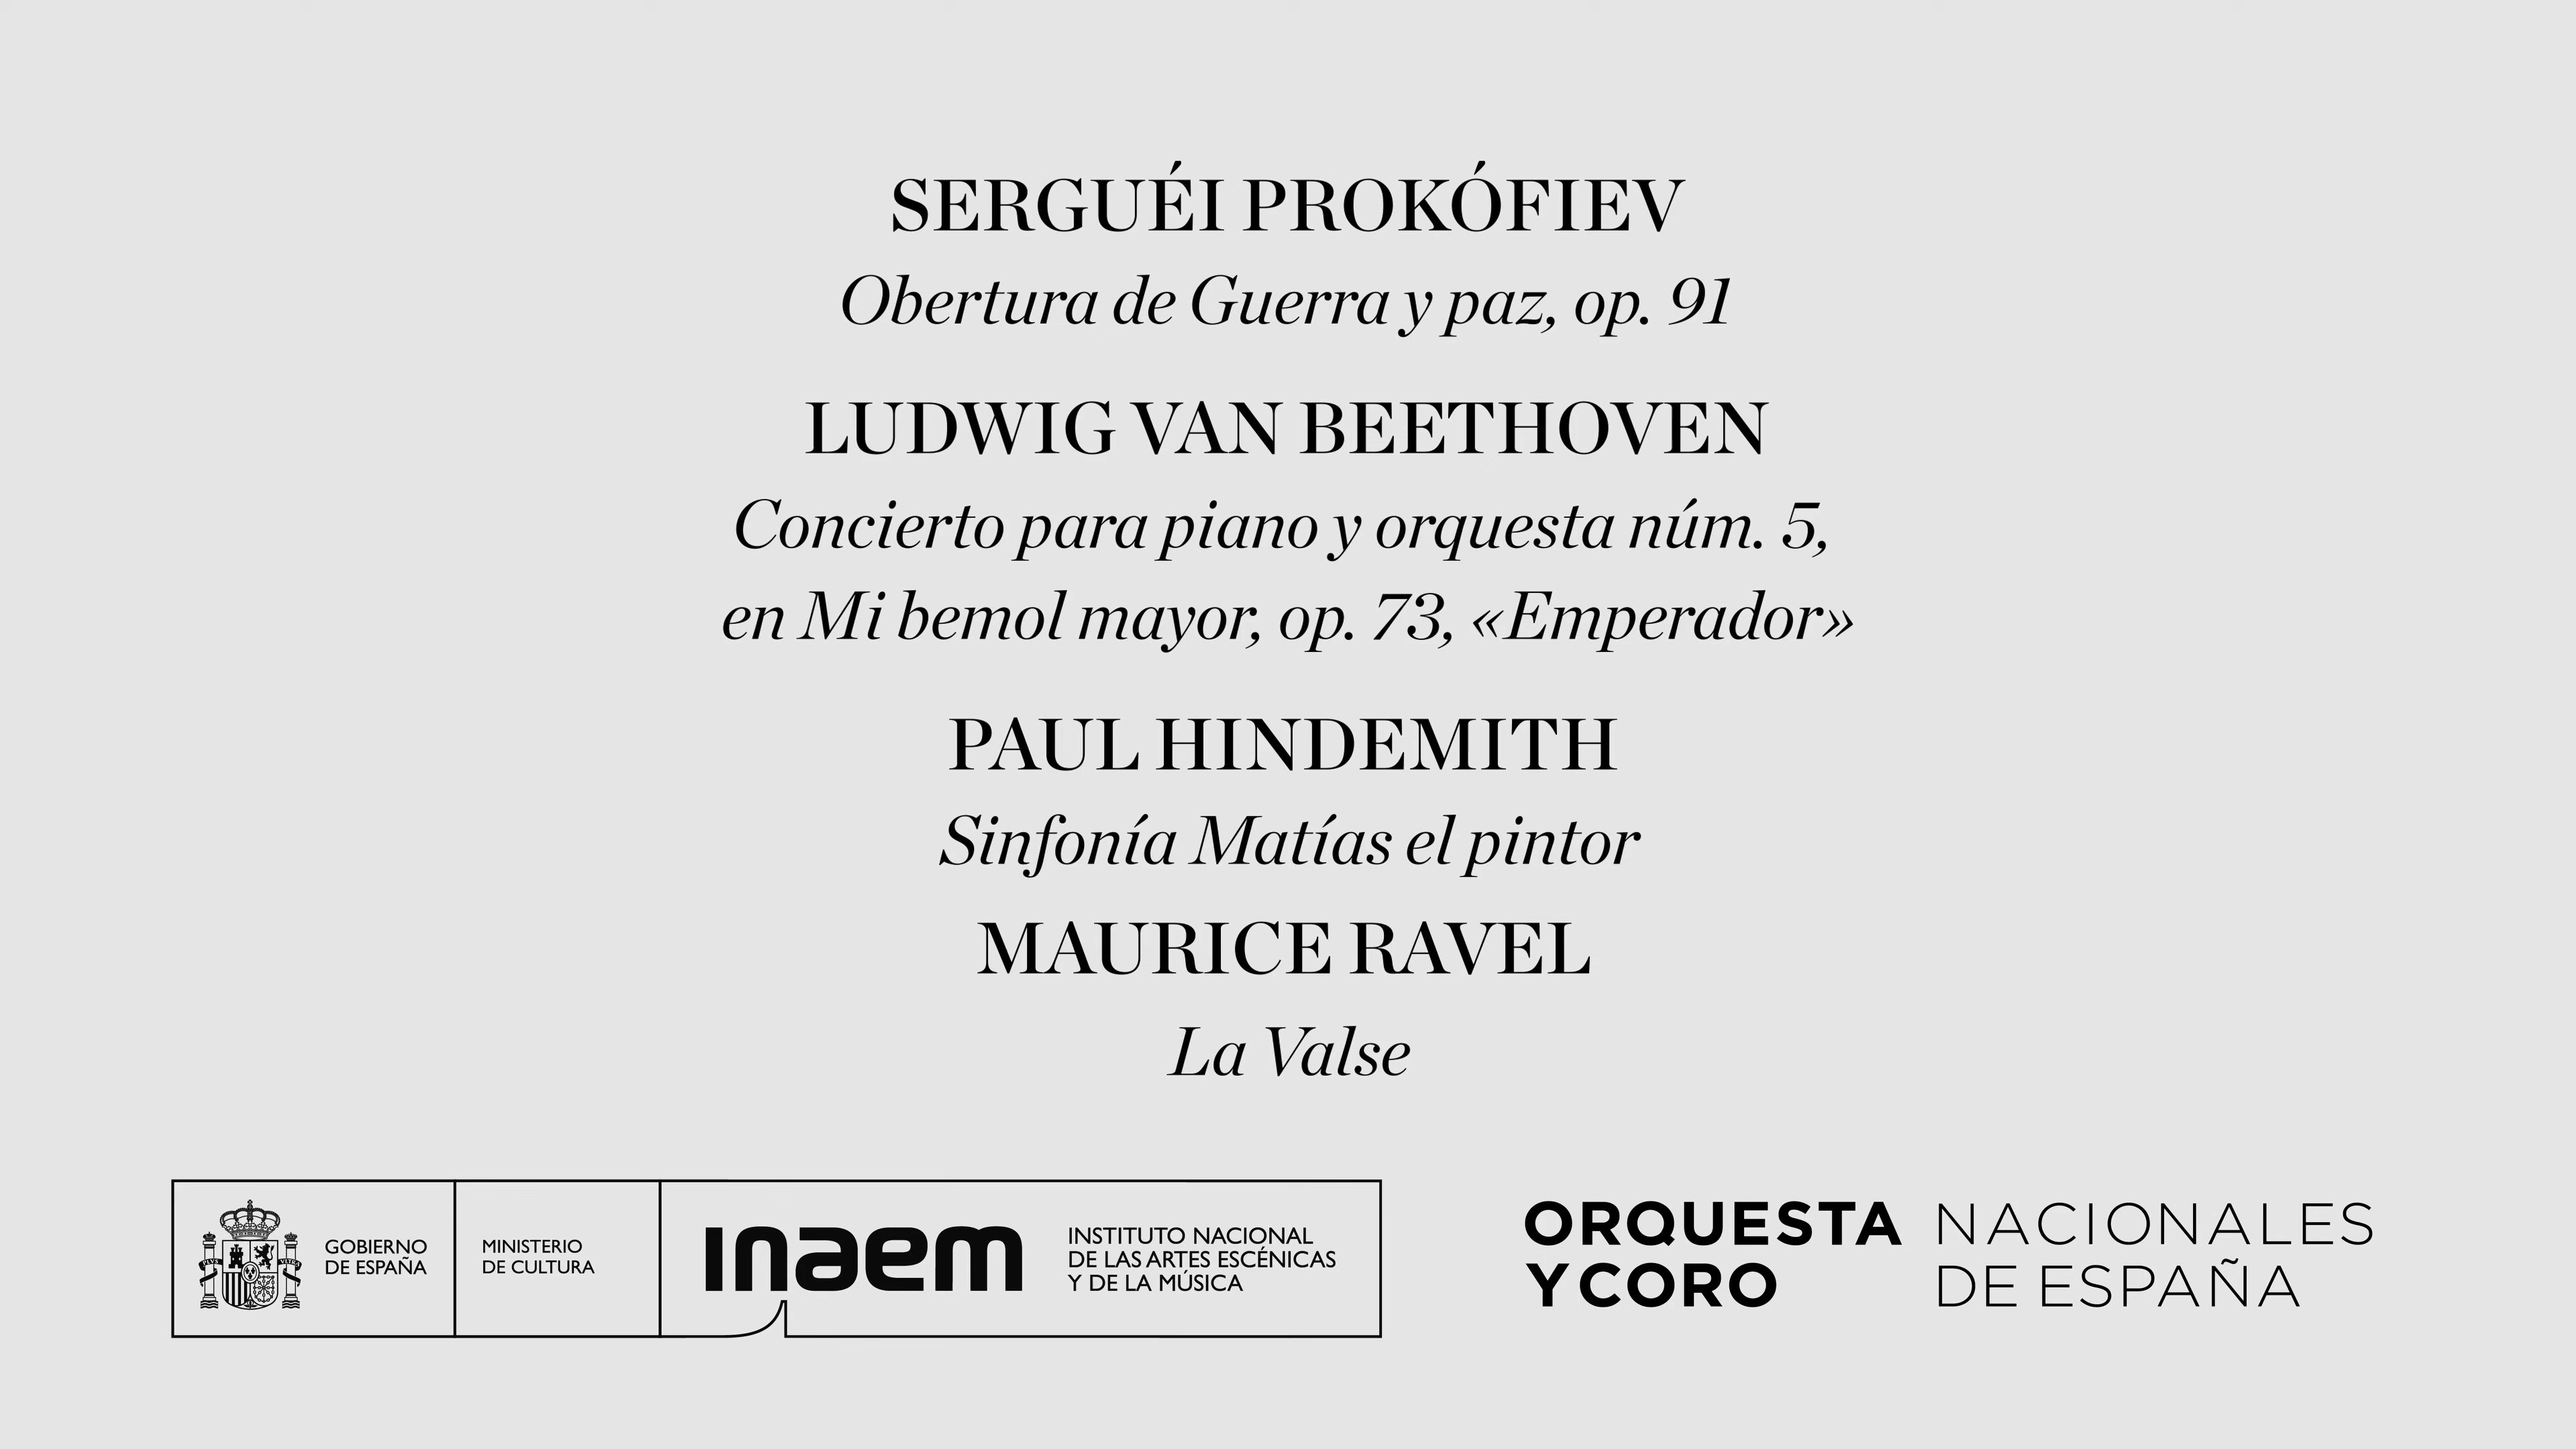 SERGUÉI PROKÓFIEV
Obertura de Guerra y paz, op. 91
LUDWIG VAN BEETHOVEN
Concierto para piano y orquesta núm. 5,
en Mi bemol mayor, op. 73, «Emperador»
PAUL HINDEMITH
Sinfonía Matías el pintor
MAURICE RAVEL
La Valse
PLVS VLTRA
GOBIERNO
DE ESPAÑA
MINISTERIO
DE CULTURA
inaem
INSTITUTO NACIONAL
DE LAS ARTES ESCÉNICAS
Y DE LA MÚSICA
ORQUESTA NACIONALES
Y CORO DE ESPAÑA